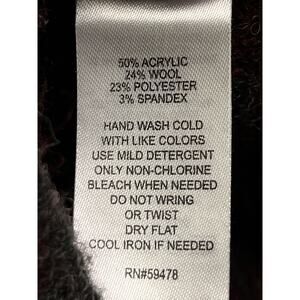 50% ACRYLIC
24% WOOL
23% POLYESTER
3% SPANDEX
HAND WASH COLD
WITH LIKE COLORS
USE MILD DETERGENT
ONLY NON-CHLORINE
BLEACH WHEN NEEDED
DO NOT WRING
OR TWIST
DRY FLAT
COOL IRON IF NEEDED
RN#59478